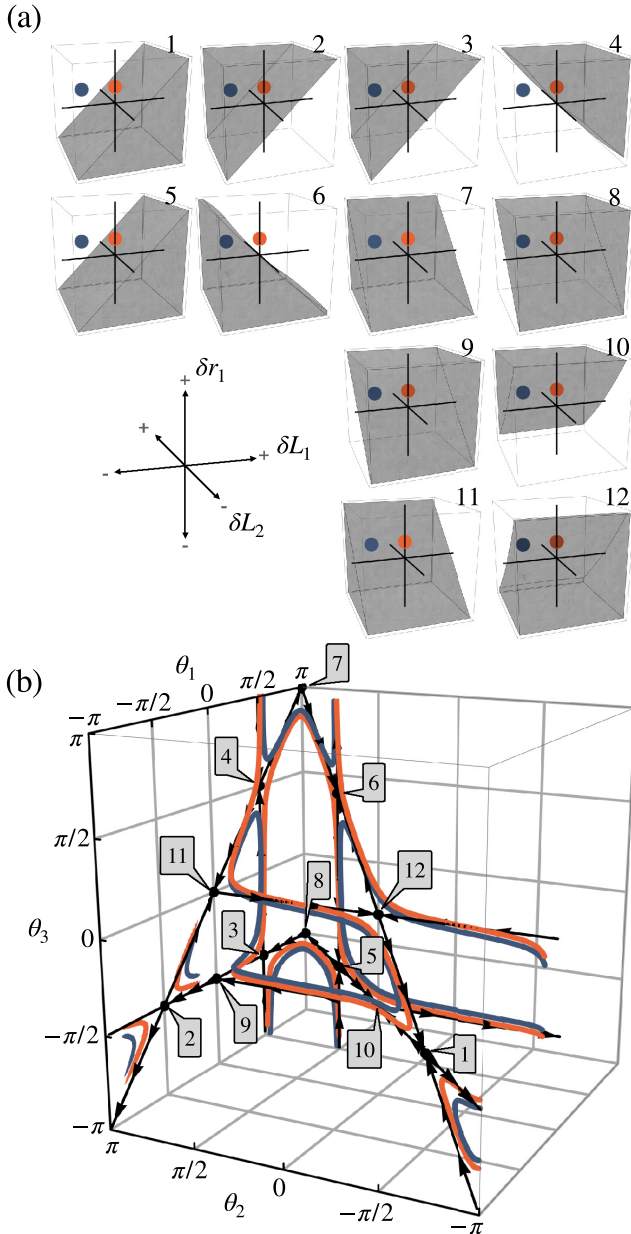 (a)
1 2 3 4
5 6 7 8
9 10
+ δr₁
+ + δL₁
- - δL₂
-
11 12
(b)
θ₁ π 7
-π/2 0 π/2
-π
π
4 6
π/2
11 12
8
θ₃ 0 3 5
-π/2
2 9 10 1
-π
π
π/2
0
θ₂ -π/2
-π